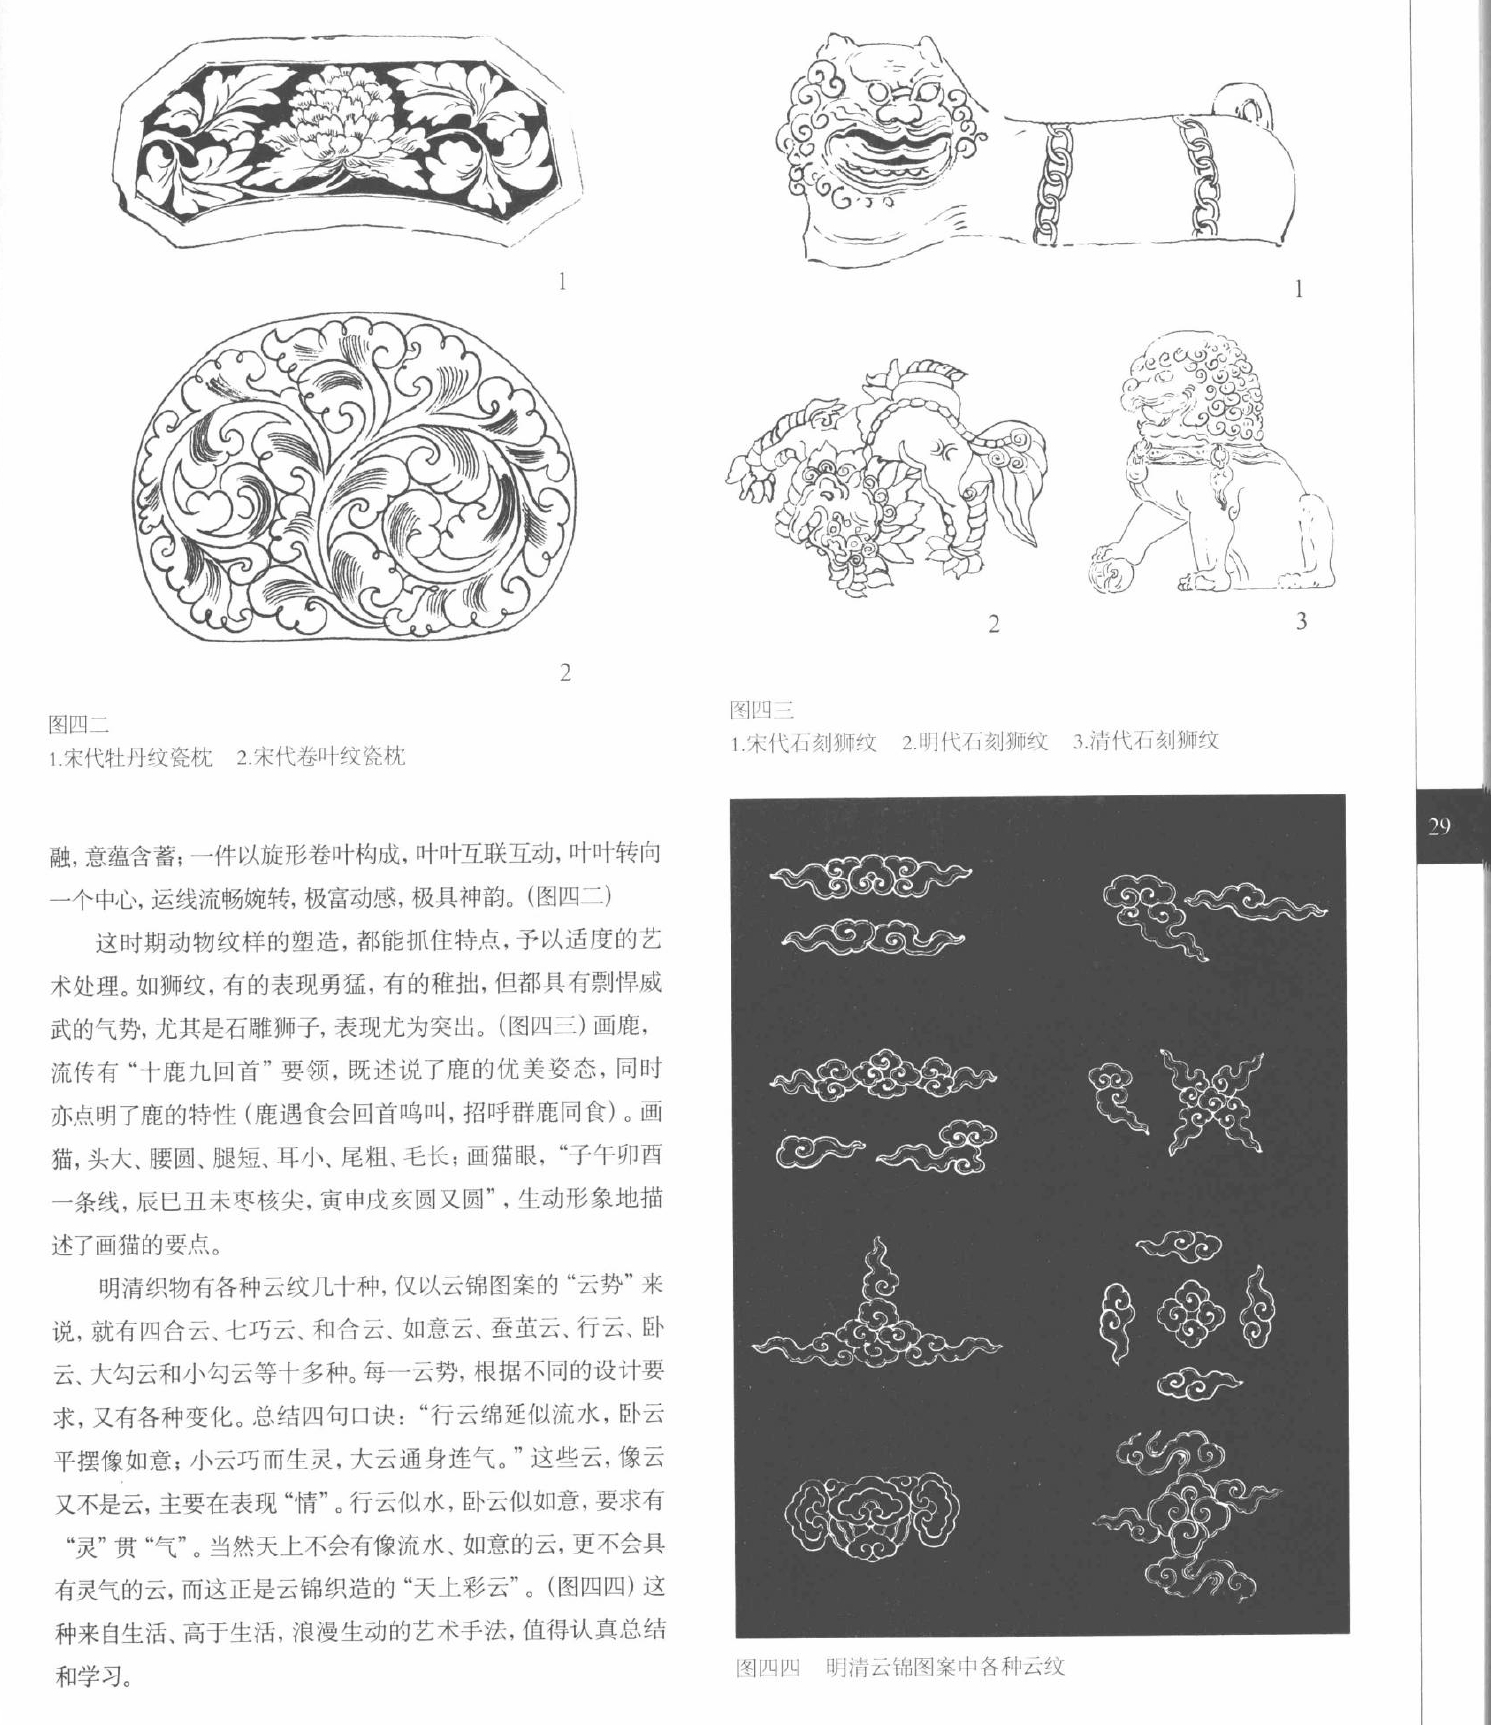 1
2
图四二
1.宋代牡丹纹瓷枕 2.宋代卷叶纹瓷枕
融，意蕴含蓄；一件以旋形卷叶构成，叶叶互联互动，叶叶转向
一个中心，运线流畅婉转，极富动感，极具神韵。（图四二）
这时期动物纹样的塑造，都能抓住特点，予以适度的艺
术处理。如狮纹，有的表现勇猛，有的稚拙，但都具有剽悍威
武的气势，尤其是石雕狮子，表现尤为突出。（图四三）画鹿，
流传有“十鹿九回首”要领，既述说了鹿的优美姿态，同时
亦点明了鹿的特性（鹿遇食会回首鸣叫，招呼群鹿同食）。画
猫，头大、腰圆、腿短、耳小、尾粗、毛长；画猫眼，“子午卯酉
一条线，辰巳丑未枣核尖，寅申戌亥圆又圆”，生动形象地描
述了画猫的要点。
明清织物有各种云纹几十种，仅以云锦图案的“云势”来
说，就有四合云、七巧云、和合云、如意云、蚕茧云、行云、卧
云、大勾云和小勾云等十多种。每一云势，根据不同的设计要
求，又有各种变化。总结四句口诀：“行云绵延似流水，卧云
平摆像如意；小云巧而生灵，大云通身连气。”这些云，像云
又不是云，主要在表现“情”。行云似水，卧云似如意，要求有
“灵”贯“气”。当然天上不会有像流水、如意的云，更不会具
有灵气的云，而这正是云锦织造的“天上彩云”。（图四四）这
种来自生活、高于生活，浪漫生动的艺术手法，值得认真总结
和学习。
1
2
3
图四三
1.宋代石刻狮纹 2.明代石刻狮纹 3.清代石刻狮纹
图四四 明清云锦图案中各种云纹
29